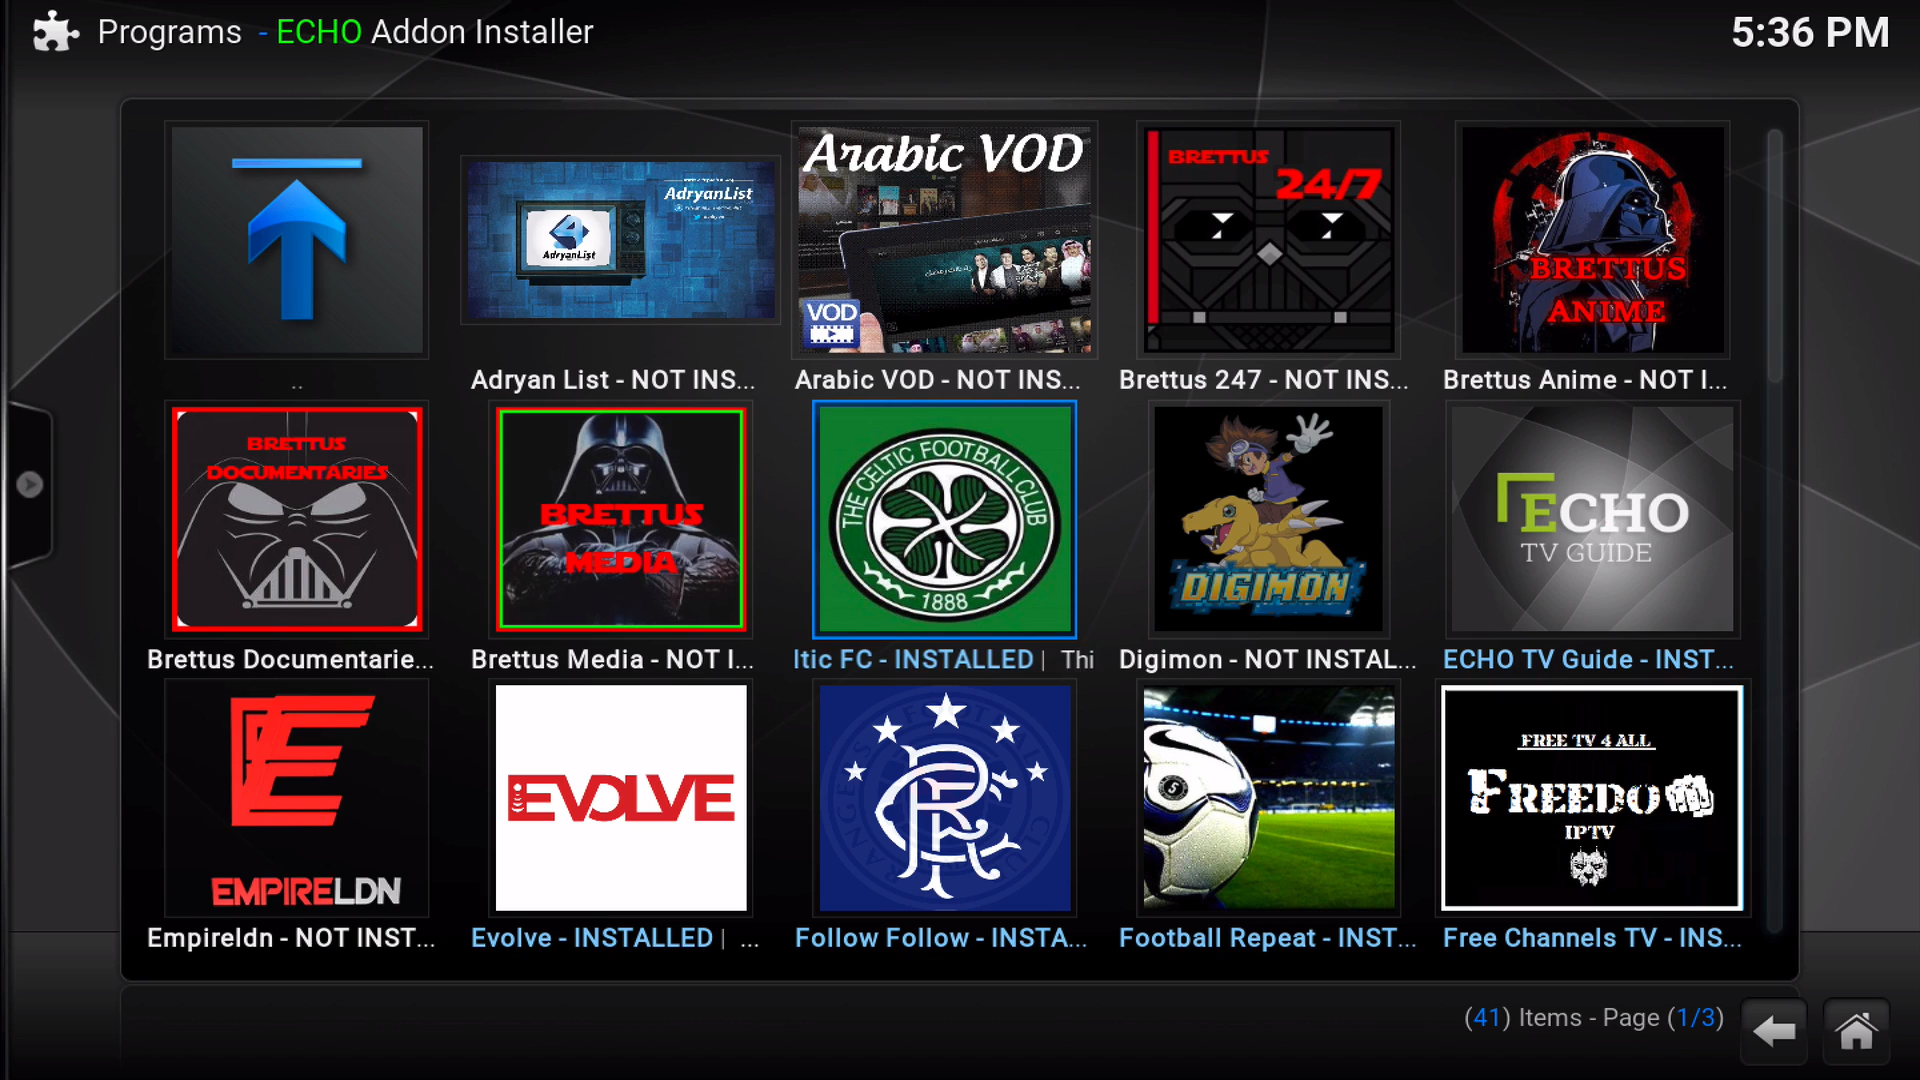 Programs - ECHO Addon Installer
5:36 PM
AdryanList
AdryanList
Arabic VOD
VOD
BRETTUS
24/7
BRETTUS
ANIME
..
Adryan List - NOT INS...
Arabic VOD - NOT INS...
Brettus 247 - NOT INS...
Brettus Anime - NOT I...
BRETTUS
DOCUMENTARIES
BRETTUS
MEDIA
THE CELTIC FOOTBALL CLUB
1888
DIGIMON
ECHO
TV GUIDE
Brettus Documentarie...
Brettus Media - NOT I...
ltic FC - INSTALLED | Thi
Digimon - NOT INSTAL...
ECHO TV Guide - INST...
EMPIRELDN
EVOLVE
5
FREE TV 4 ALL
FREEDOM
IPTV
Empireldn - NOT INST...
Evolve - INSTALLED | ...
Follow Follow - INSTA...
Football Repeat - INST...
Free Channels TV - INS...
(41) Items - Page (1/3)